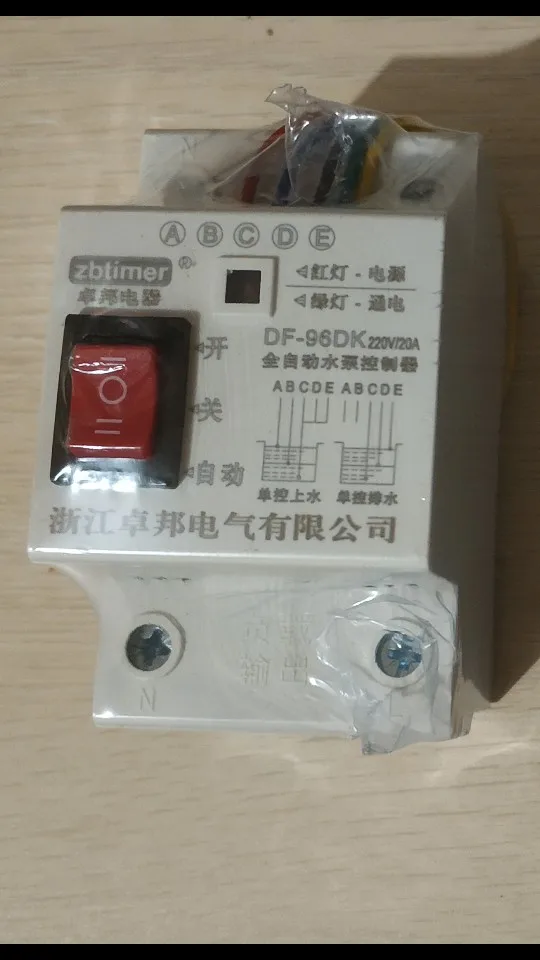 N
Ⓐ Ⓑ Ⓒ Ⓓ Ⓔ
zbtimer®
卓邦电器
◁红灯-电源
◁绿灯-通电
DF-96DK 220V/20A
全自动水泵控制器
◁开
◁关
◁自动
I
O
II
ABCDE ABCDE
单控上水 单控排水
浙江卓邦电气有限公司
N